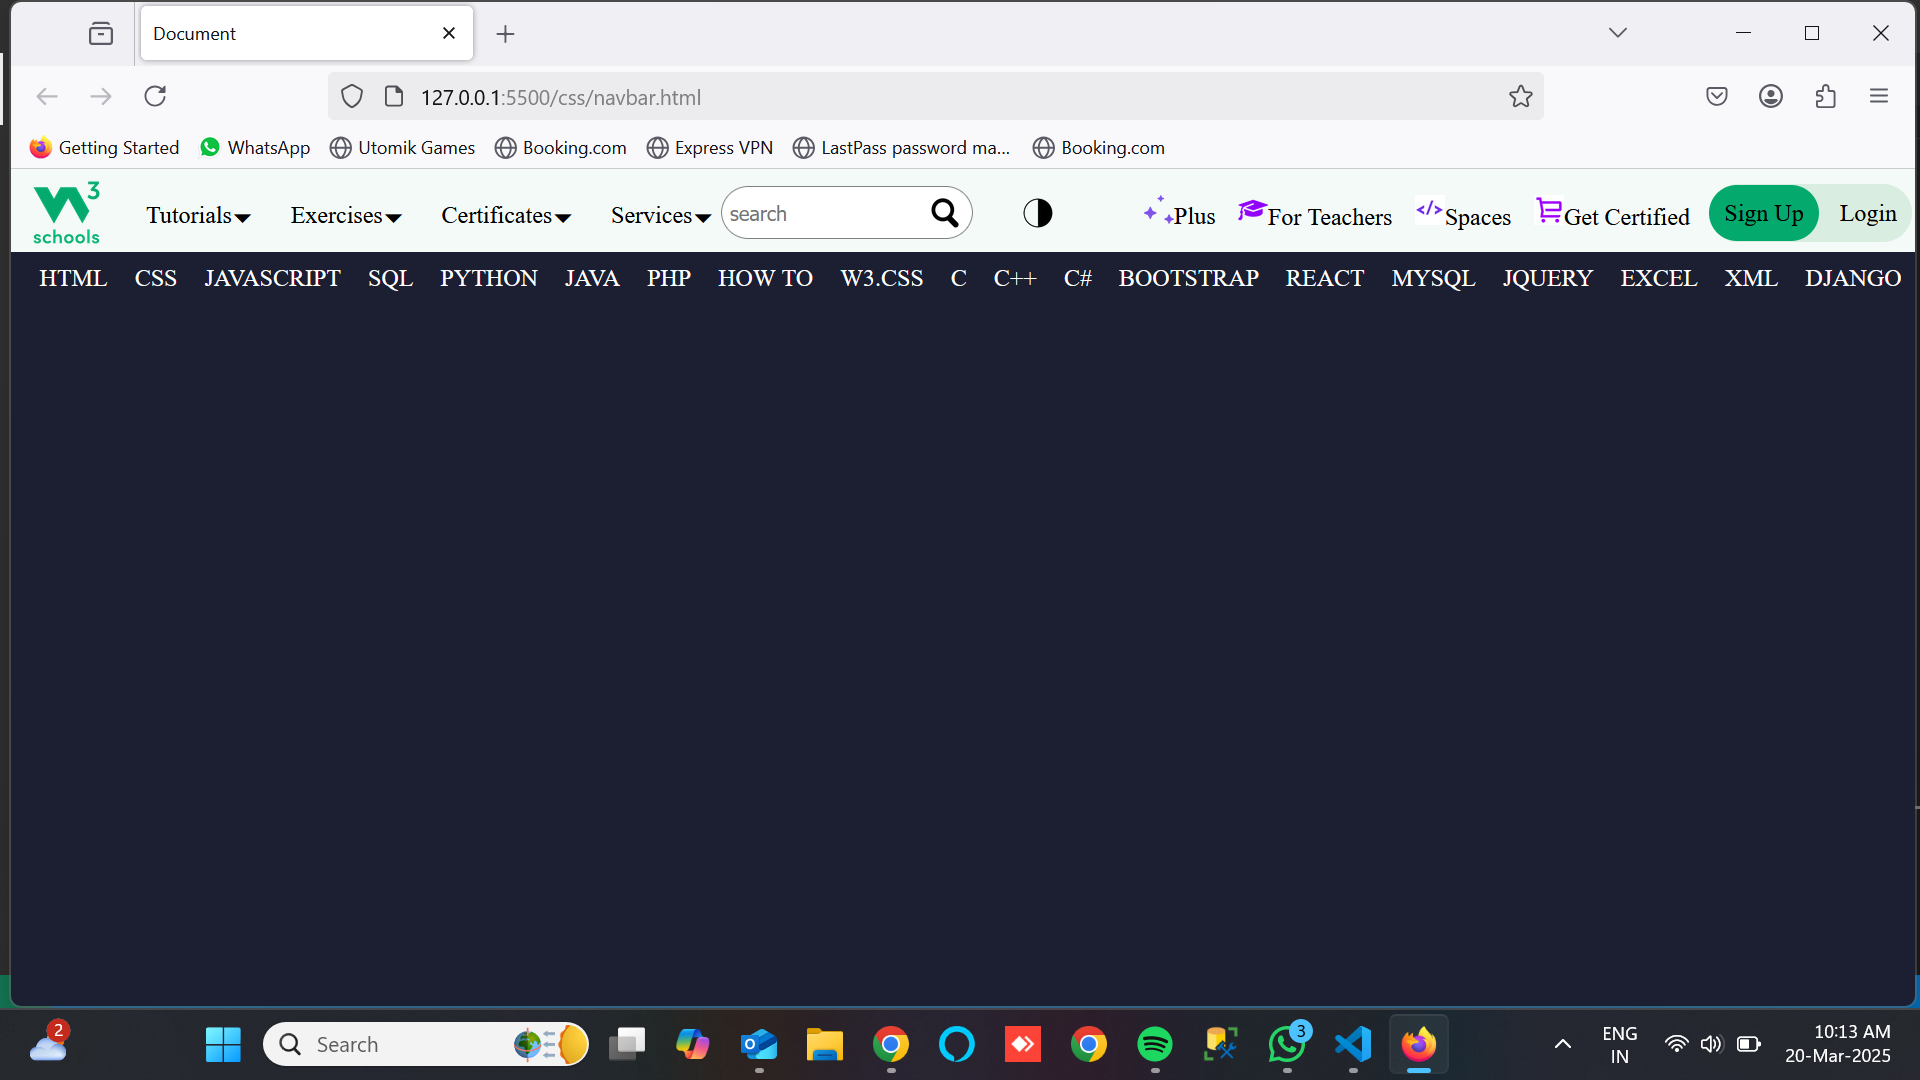 Document
127.0.0.1:5500/css/navbar.html
Getting Started WhatsApp Utomik Games Booking.com Express VPN LastPass password ma... Booking.com
W3 schools Tutorials Exercises Certificates Services search Plus For Teachers </> Spaces Get Certified Sign Up Login
HTML CSS JAVASCRIPT SQL PYTHON JAVA PHP HOW TO W3.CSS C C++ C# BOOTSTRAP REACT MYSQL JQUERY EXCEL XML DJANGO
2 Search 3 ENG 10:13 AM
IN 20-Mar-2025